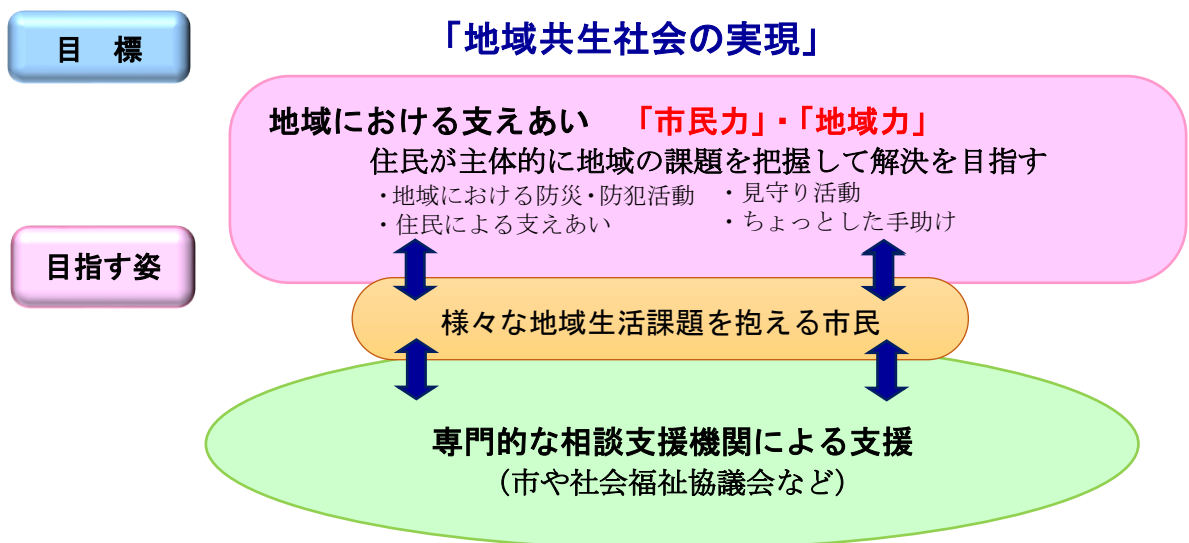 目 標
「地域共生社会の実現」
地域における支えあい 「市民力」・「地域力」
住民が主体的に地域の課題を把握して解決を目指す
・地域における防災・防犯活動 ・見守り活動
・住民による支えあい ・ちょっとした手助け
目指す姿
様々な地域生活課題を抱える市民
専門的な相談支援機関による支援
（市や社会福祉協議会など）